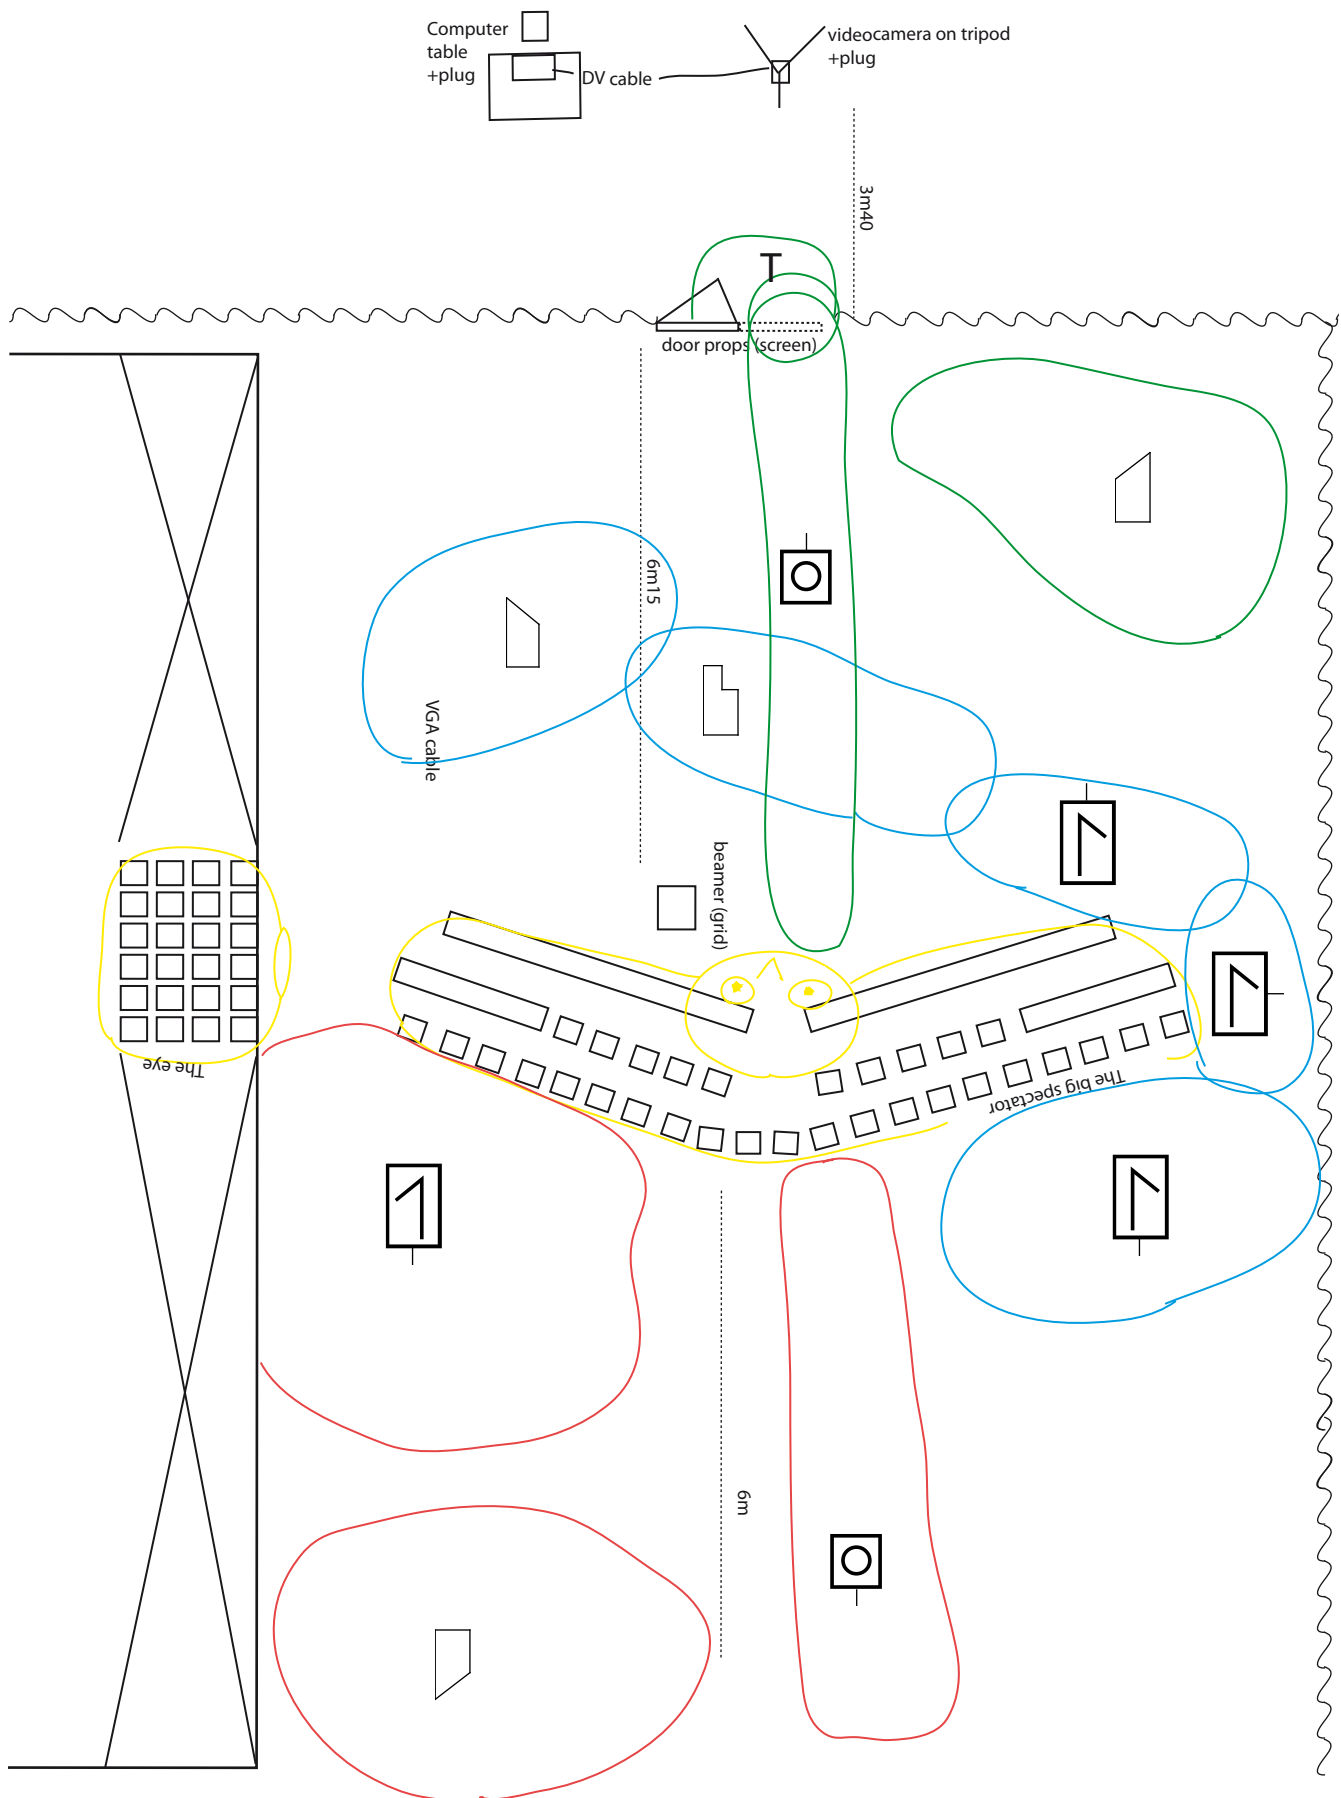 Computer
table
+plug
DV cable
videocamera on tripod
+plug
3m40
T
door props (screen)
6m15
VGA cable
beamer (grid)
The eye
The big spectator
6m